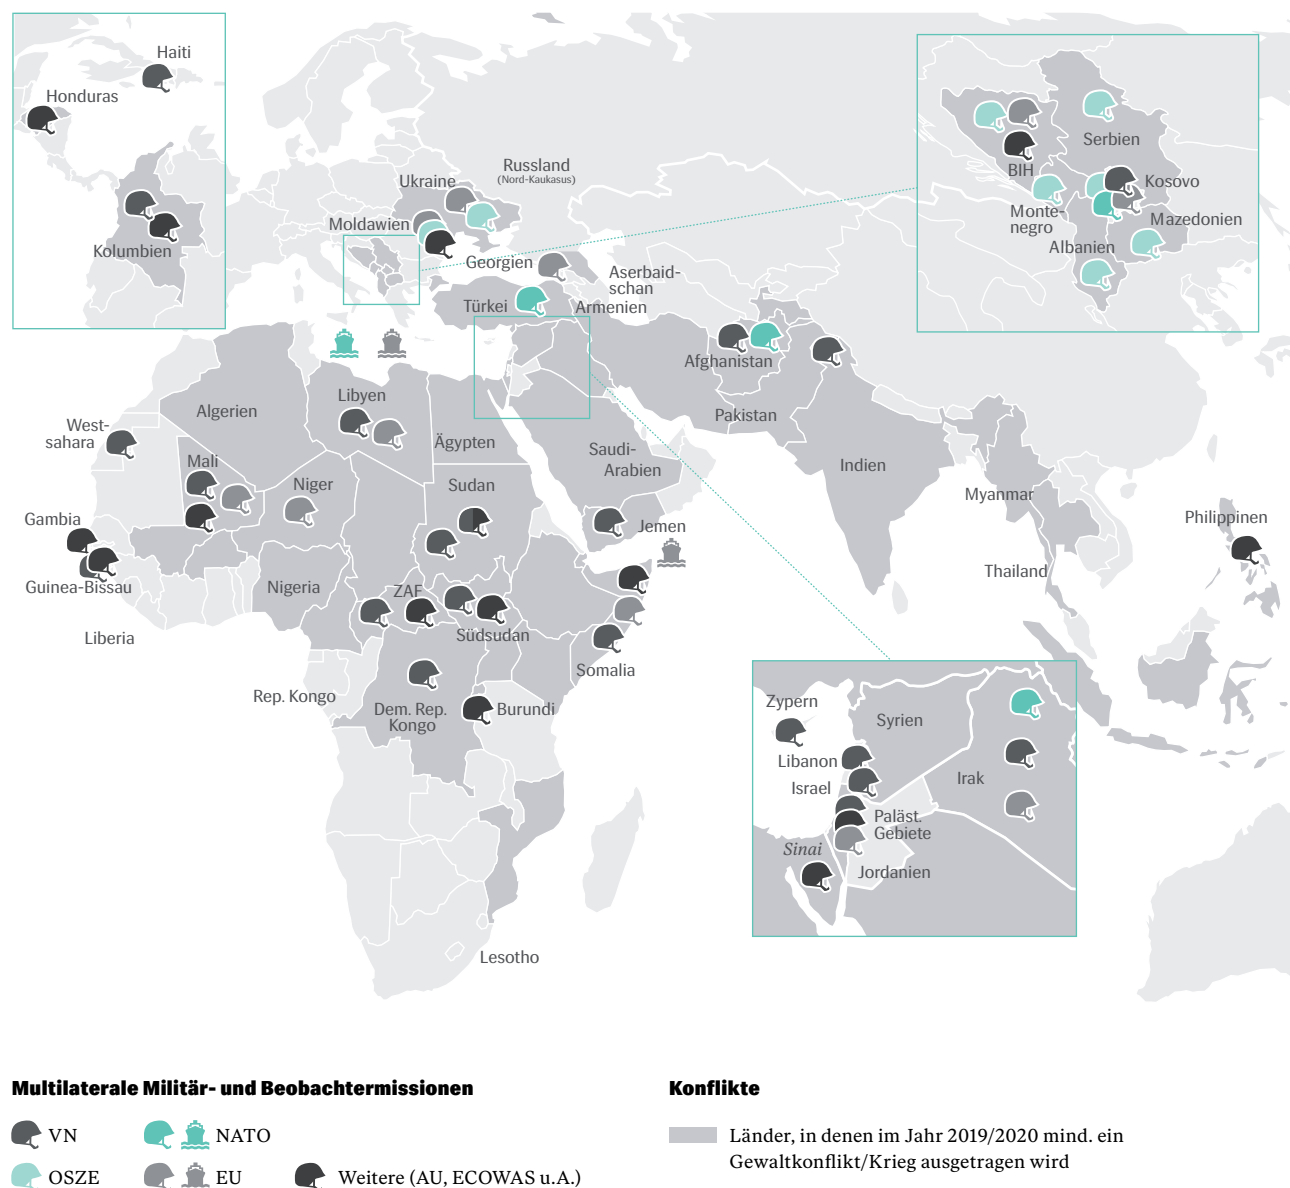 Haiti
Honduras
Kolumbien
Russland
(Nord-Kaukasus)
Ukraine
Moldawien
Georgien
Aserbaid-
schan
Türkei
Armenien
Serbien
BIH
Kosovo
Monte-
negro
Mazedonien
Albanien
Afghanistan
Pakistan
Algerien
Libyen
Ägypten
West-
sahara
Saudi-
Arabien
Indien
Mali
Niger
Sudan
Myanmar
Gambia
Jemen
Philippinen
Guinea-Bissau
Nigeria
ZAF
Thailand
Liberia
Südsudan
Somalia
Rep. Kongo
Dem. Rep.
Kongo
Burundi
Zypern
Syrien
Libanon
Israel
Irak
Paläst.
Gebiete
Sinai
Jordanien
Lesotho
Multilaterale Militär- und Beobachtermissionen
VN
NATO
OSZE
EU
Weitere (AU, ECOWAS u.A.)
Konflikte
Länder, in denen im Jahr 2019/2020 mind. ein
Gewaltkonflikt/Krieg ausgetragen wird